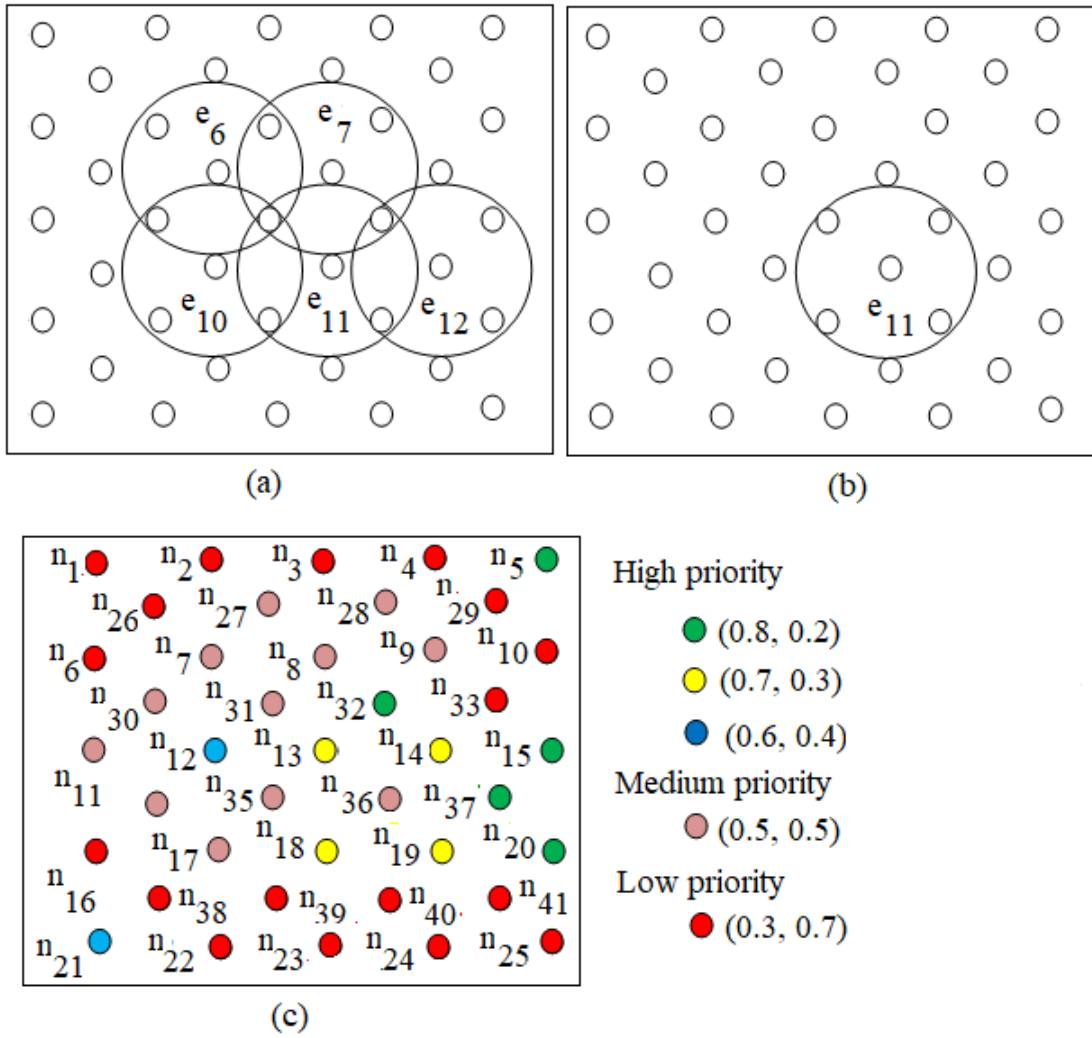 e6 e7
e10 e11 e12
e11
(a)
(b)
n1 n2 n3 n4 n5
n26 n27 n28 n29
n6 n7 n8 n9 n10
n30 n31 n32 n33
n11 n12 n13 n14 n15
n35 n36 n37
n16 n17 n18 n19 n20
n38 n39 n40 n41
n21 n22 n23 n24 n25
(c)
High priority
(0.8, 0.2)
(0.7, 0.3)
(0.6, 0.4)
Medium priority
(0.5, 0.5)
Low priority
(0.3, 0.7)